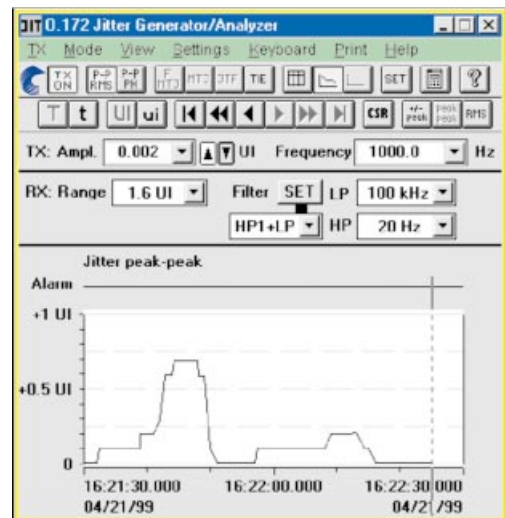 JIT O.172 Jitter Generator/Analyzer
TX Mode View Settings Keyboard Print Help
TX ON P-P RMS P-P PH F MTJ MTJ JTF TIE SET ?
T t UI ui CSR +/- peak Peak peak RMS
TX: Ampl. 0.002 UI Frequency 1000.0 Hz
RX: Range 1.6 UI Filter SET LP 100 kHz
HP1+LP HP 20 Hz
Jitter peak-peak
Alarm
+1 UI
+0.5 UI
0
16:21:30.000 16:22:00.000 16:22:30.000
04/21/99 04/21/99